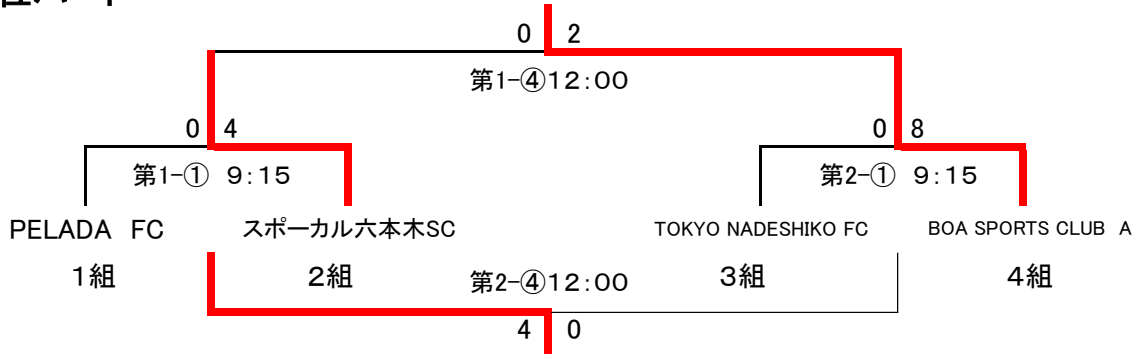 0 2
第1-④12:00
0 4
0 8
第1-① 9:15
第2-① 9:15
PELADA FC
スポーカル六本木SC
TOKYO NADESHIKO FC
BOA SPORTS CLUB A
1組
2組
第2-④12:00
3組
4組
4 0